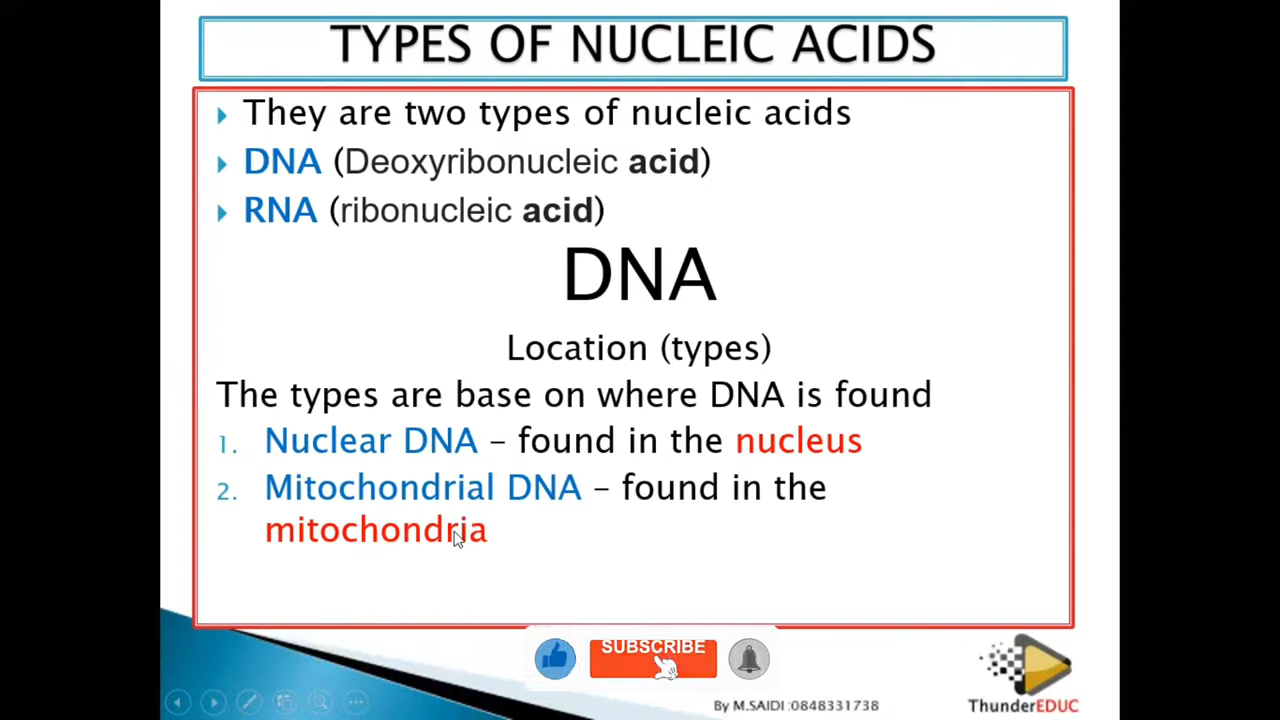 TYPES OF NUCLEIC ACIDS
They are two types of nucleic acids
DNA (Deoxyribonucleic acid)
RNA (ribonucleic acid)
DNA
Location (types)
The types are base on where DNA is found
1. Nuclear DNA – found in the nucleus
2. Mitochondrial DNA – found in the
mitochondria
SUBSCRIBE
By M.SAIDI :0848331738
ThunderEDUC